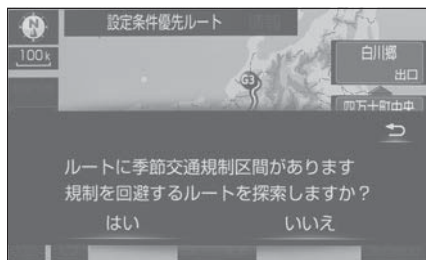 N
設定条件優先ルート
100k
白川郷
出口
G3
四万十町中央
ルートに季節交通規制区間があります
規制を回避するルートを探索しますか？
はい
いいえ